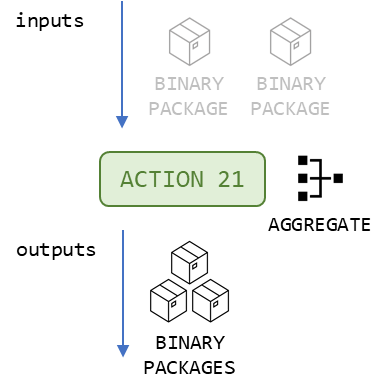 inputs
BINARY
PACKAGE
BINARY
PACKAGE
ACTION 21
AGGREGATE
outputs
BINARY
PACKAGES